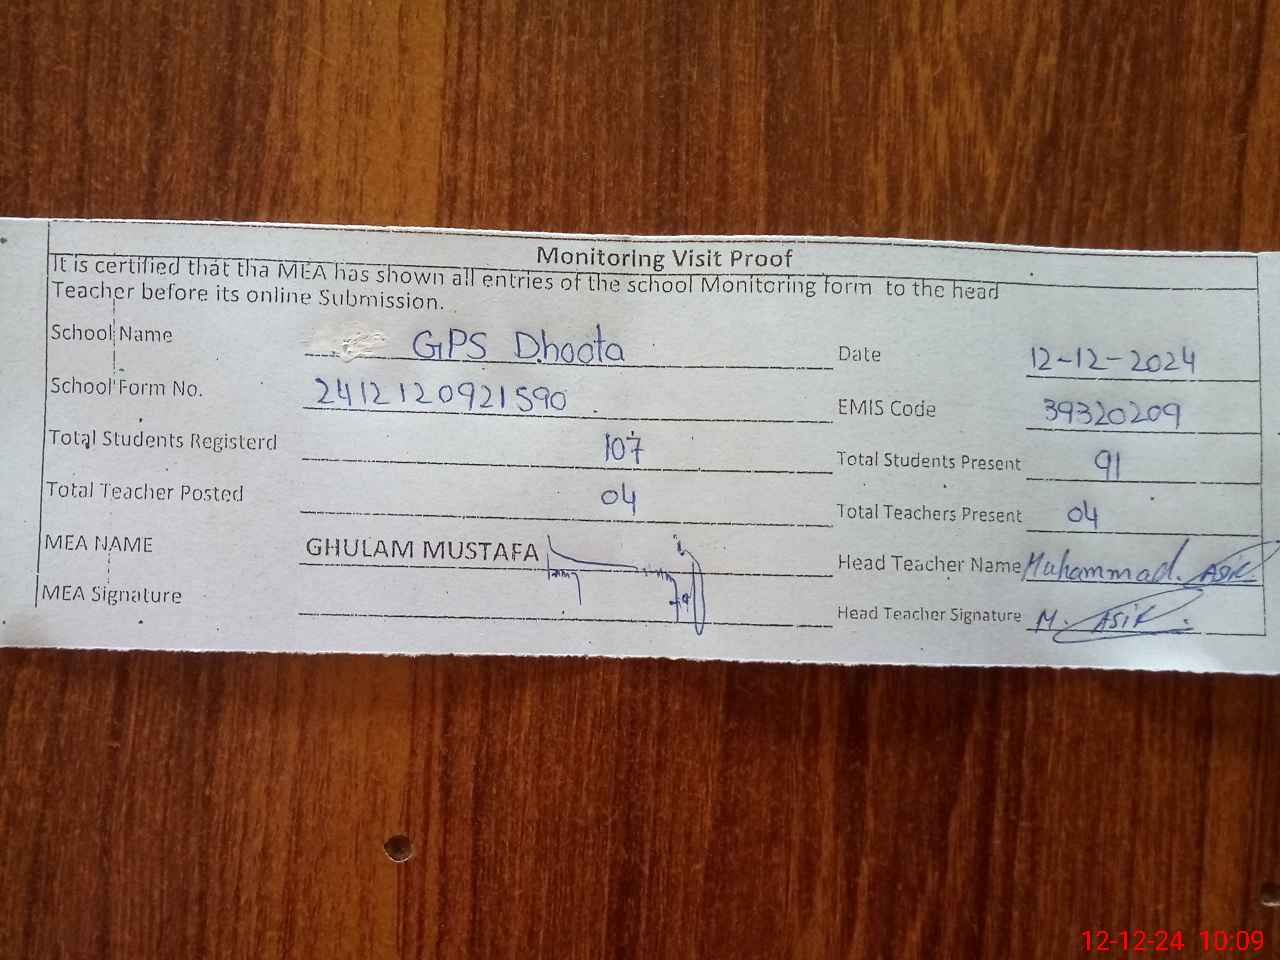 Monitoring Visit Proof
It is certified that tha MEA has shown all entries of the school Monitoring form to the head
Teacher before its online Submission.
School Name GPS Dhoota Date 12-12-2024
School Form No. 2412120921590 EMIS Code 39320209
Total Students Registerd 107 Total Students Present 91
Total Teacher Posted 04 Total Teachers Present 04
MEA NAME GHULAM MUSTAFA Head Teacher Name Muhammad. ASIF
MEA Signature Head Teacher Signature M. ASIF
12-12-24 10:09